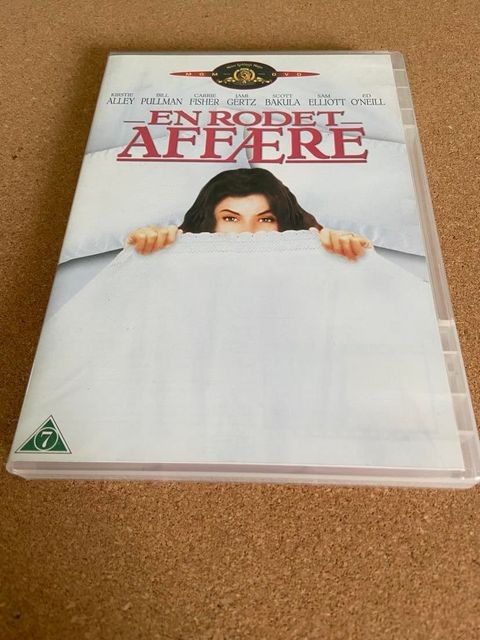 MGM DVD
KIRSTIE ALLEY BILL PULLMAN CARRIE FISHER JAMI GERTZ SCOTT BAKULA SAM ELLIOTT ED O'NEILL
EN RODET
AFFÆRE
7